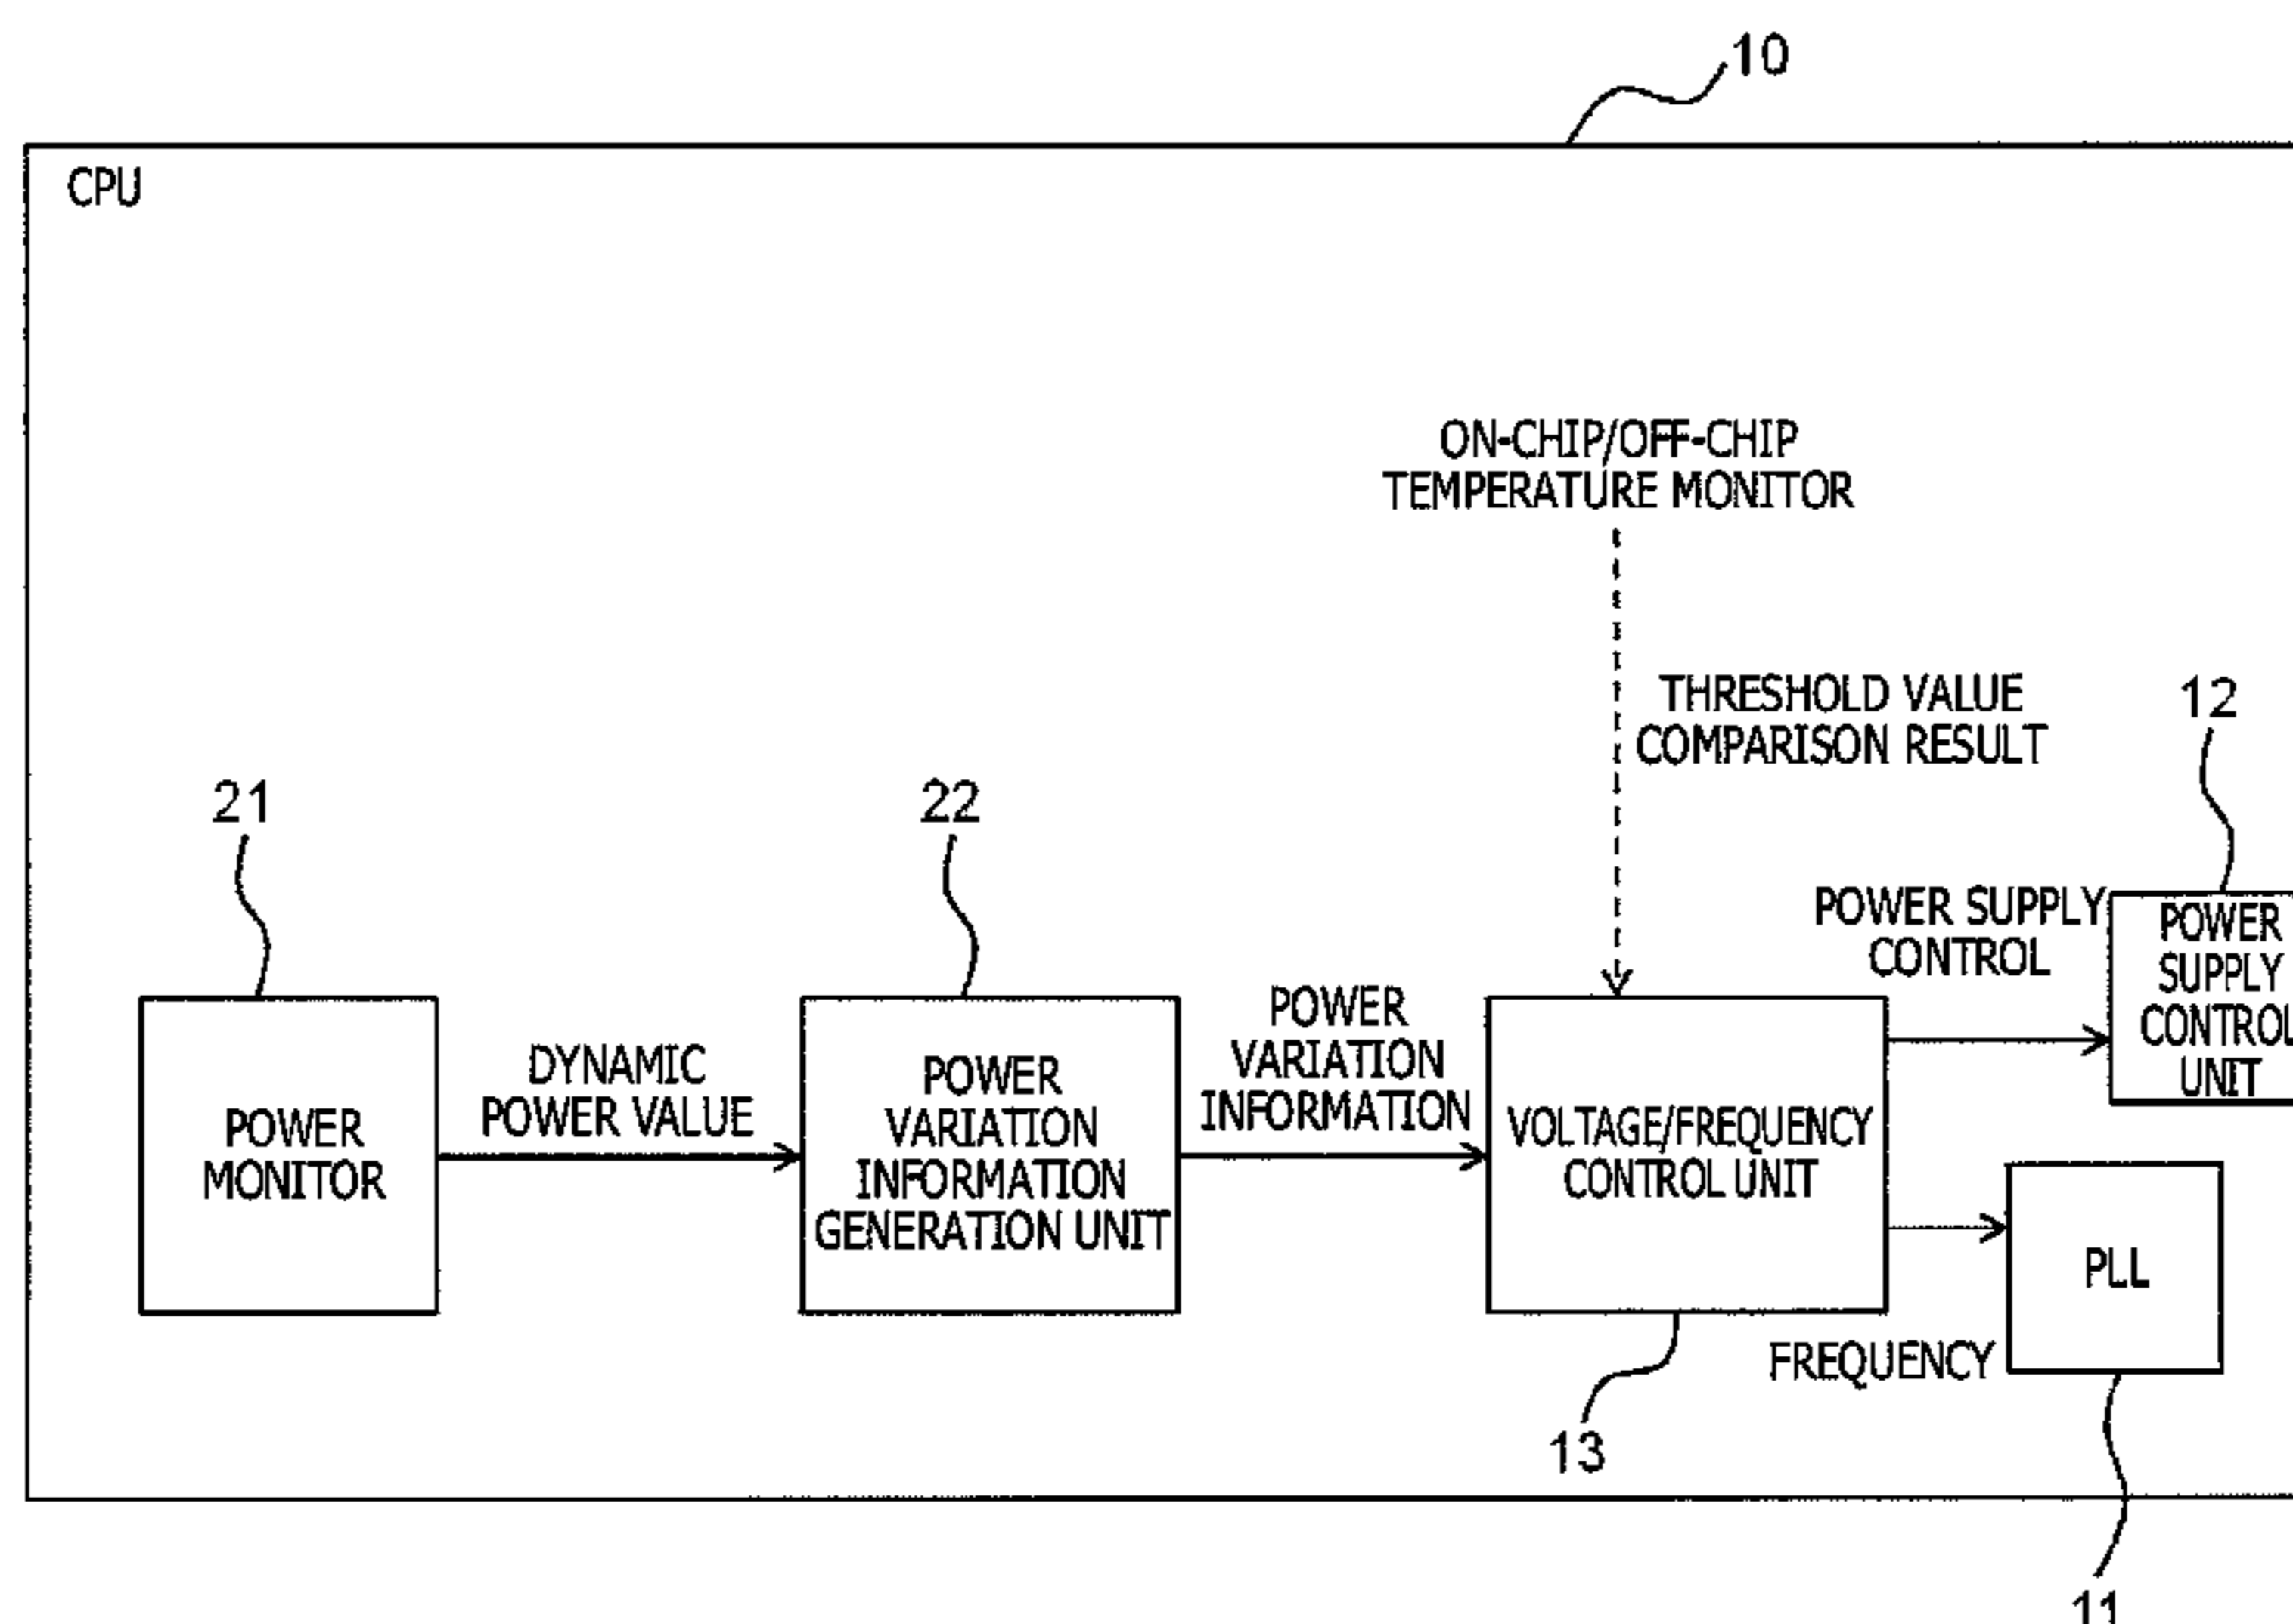 10
CPU
ON-CHIP/OFF-CHIP
TEMPERATURE MONITOR
THRESHOLD VALUE
COMPARISON RESULT
12
21
22
POWER SUPPLY
CONTROL
POWER
SUPPLY
CONTROL
UNIT
POWER
MONITOR
DYNAMIC
POWER VALUE
POWER
VARIATION
INFORMATION
GENERATION UNIT
POWER
VARIATION
INFORMATION
VOLTAGE/FREQUENCY
CONTROL UNIT
PLL
FREQUENCY
13
11